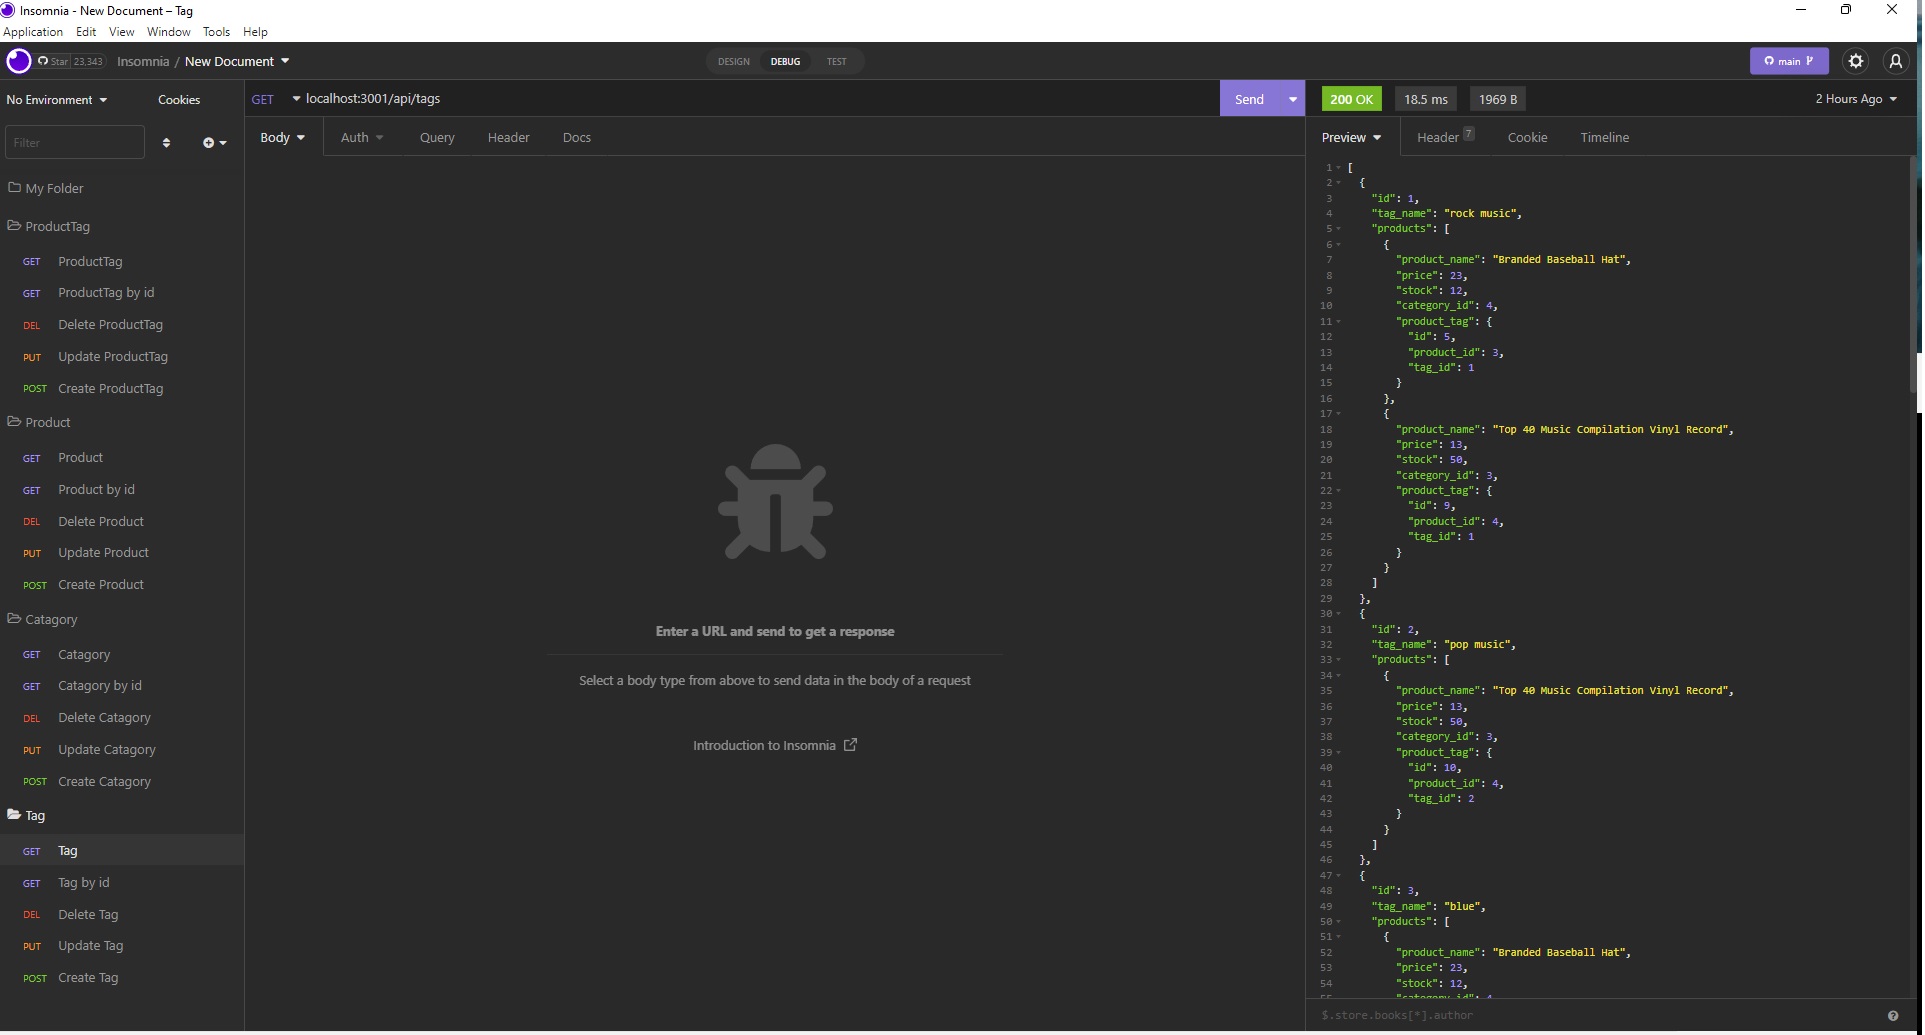 Insomnia - New Document – Tag
Application Edit View Window Tools Help
Star 23,343 Insomnia / New Document
DESIGN DEBUG TEST
main
No Environment Cookies
GET localhost:3001/api/tags Send
200 OK 18.5 ms 1969 B 2 Hours Ago
Filter
Body Auth Query Header Docs
Preview Header 7 Cookie Timeline
My Folder
ProductTag
GET ProductTag
GET ProductTag by id
DEL Delete ProductTag
PUT Update ProductTag
POST Create ProductTag
Product
GET Product
GET Product by id
DEL Delete Product
PUT Update Product
POST Create Product
Catagory
GET Catagory
GET Catagory by id
DEL Delete Catagory
PUT Update Catagory
POST Create Catagory
Tag
GET Tag
GET Tag by id
DEL Delete Tag
PUT Update Tag
POST Create Tag
Enter a URL and send to get a response
Select a body type from above to send data in the body of a request
Introduction to Insomnia
1 [
2 {
3 "id": 1,
4 "tag_name": "rock music",
5 "products": [
6 {
7 "product_name": "Branded Baseball Hat",
8 "price": 23,
9 "stock": 12,
10 "category_id": 4,
11 "product_tag": {
12 "id": 5,
13 "product_id": 3,
14 "tag_id": 1
15 }
16 },
17 {
18 "product_name": "Top 40 Music Compilation Vinyl Record",
19 "price": 13,
20 "stock": 50,
21 "category_id": 3,
22 "product_tag": {
23 "id": 9,
24 "product_id": 4,
25 "tag_id": 1
26 }
27 }
28 ]
29 },
30 {
31 "id": 2,
32 "tag_name": "pop music",
33 "products": [
34 {
35 "product_name": "Top 40 Music Compilation Vinyl Record",
36 "price": 13,
37 "stock": 50,
38 "category_id": 3,
39 "product_tag": {
40 "id": 10,
41 "product_id": 4,
42 "tag_id": 2
43 }
44 }
45 ]
46 },
47 {
48 "id": 3,
49 "tag_name": "blue",
50 "products": [
51 {
52 "product_name": "Branded Baseball Hat",
53 "price": 23,
54 "stock": 12,
55 "category_id": 4
$.store.books[*].author